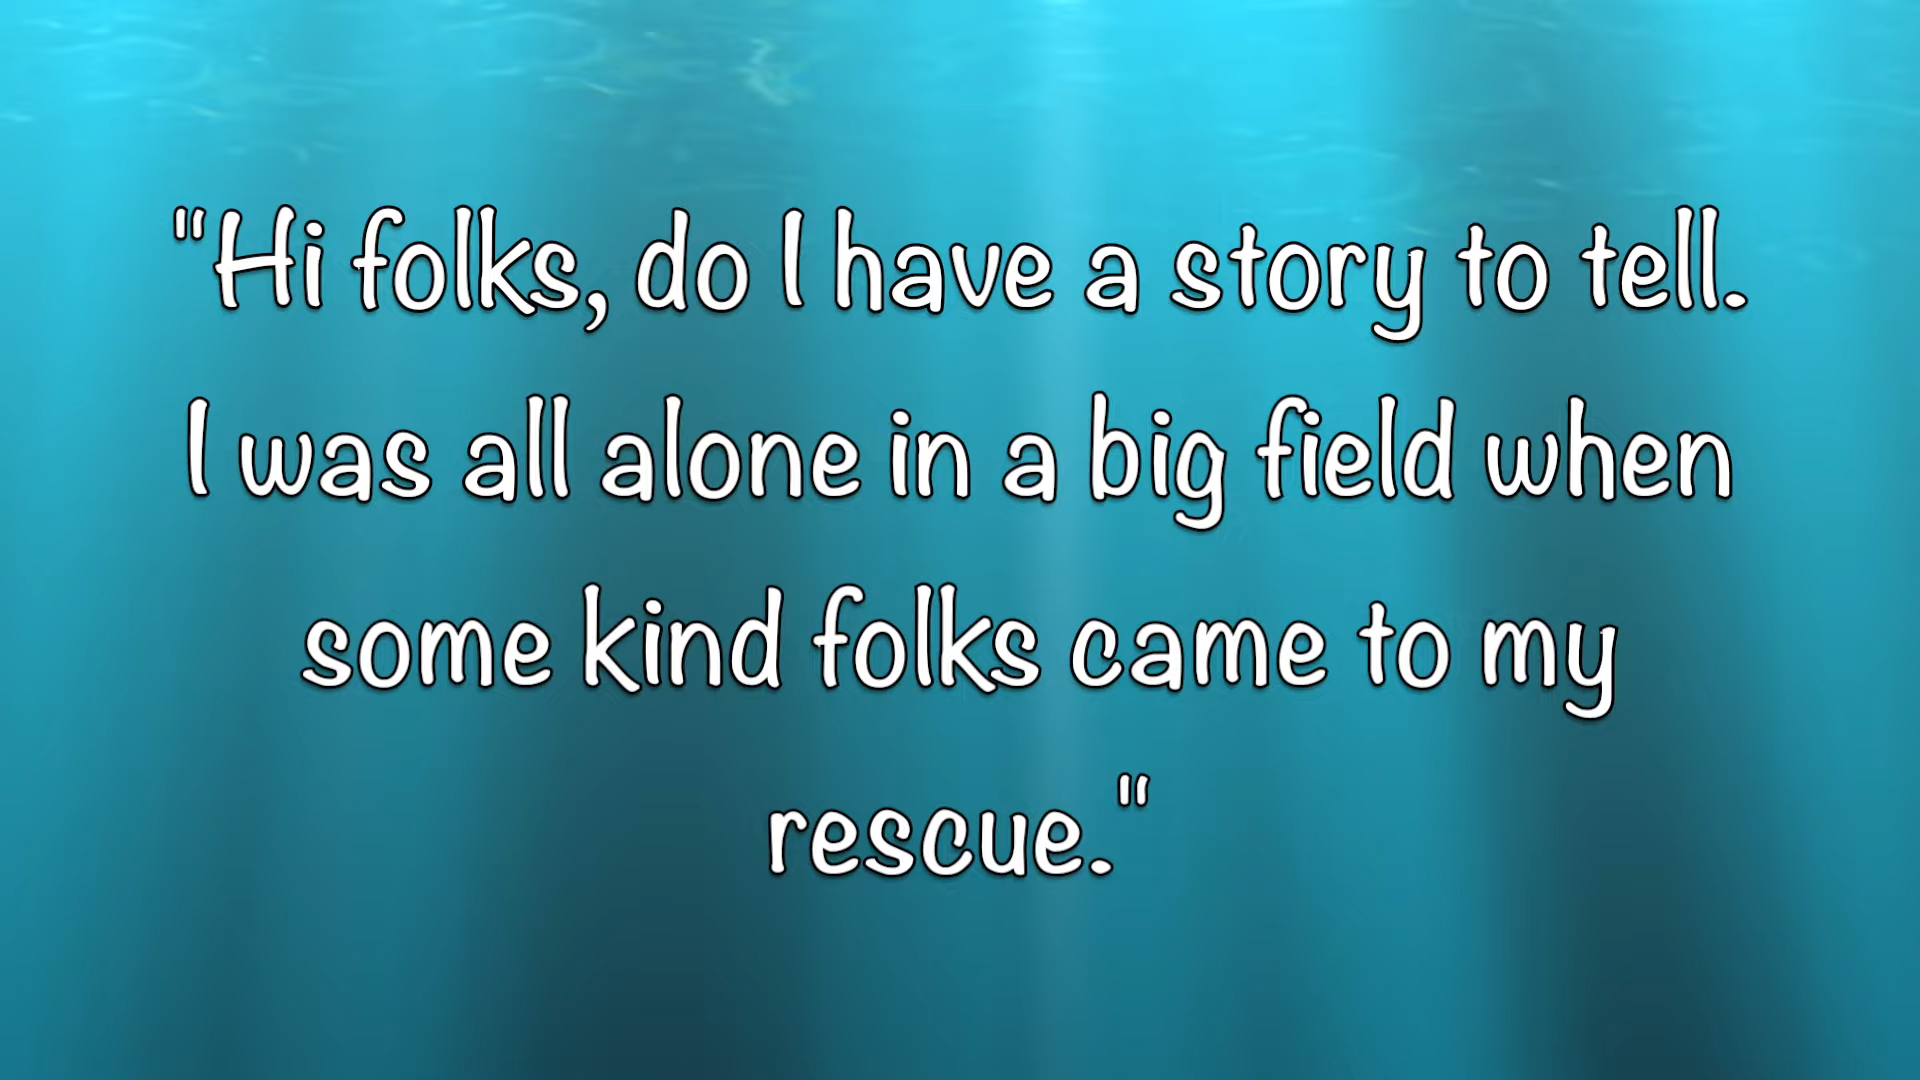 "Hi folks, do I have a story to tell.
I was all alone in a big field when
some kind folks came to my
rescue."